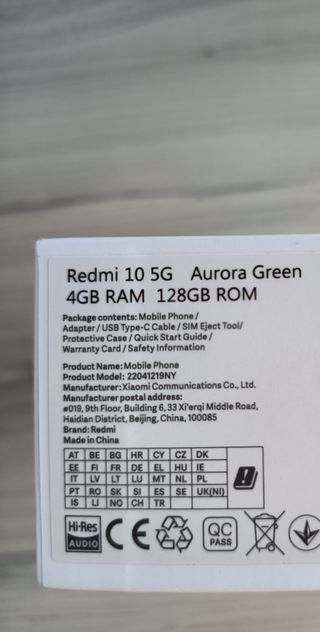 Redmi 10 5G Aurora Green
4GB RAM 128GB ROM
Package contents: Mobile Phone /
Adapter / USB Type-C Cable / SIM Eject Tool/
Protective Case / Quick Start Guide /
Warranty Card / Safety Information
Product Name: Mobile Phone
Product Model: 22041219NY
Manufacturer: Xiaomi Communications Co., Ltd.
Manufacturer postal address:
#019, 9th Floor, Building 6, 33 Xi'erqi Middle Road,
Haidian District, Beijing, China, 100085
Brand: Redmi
Made in China
AT BE BG HR CY CZ DK
EE FI FR DE EL HU IE
IT LV LT LU MT NL PL
PT RO SK SI ES SE UK(NI)
IS LI NO CH TR
Hi-Res
AUDIO
CE
QC
PASS